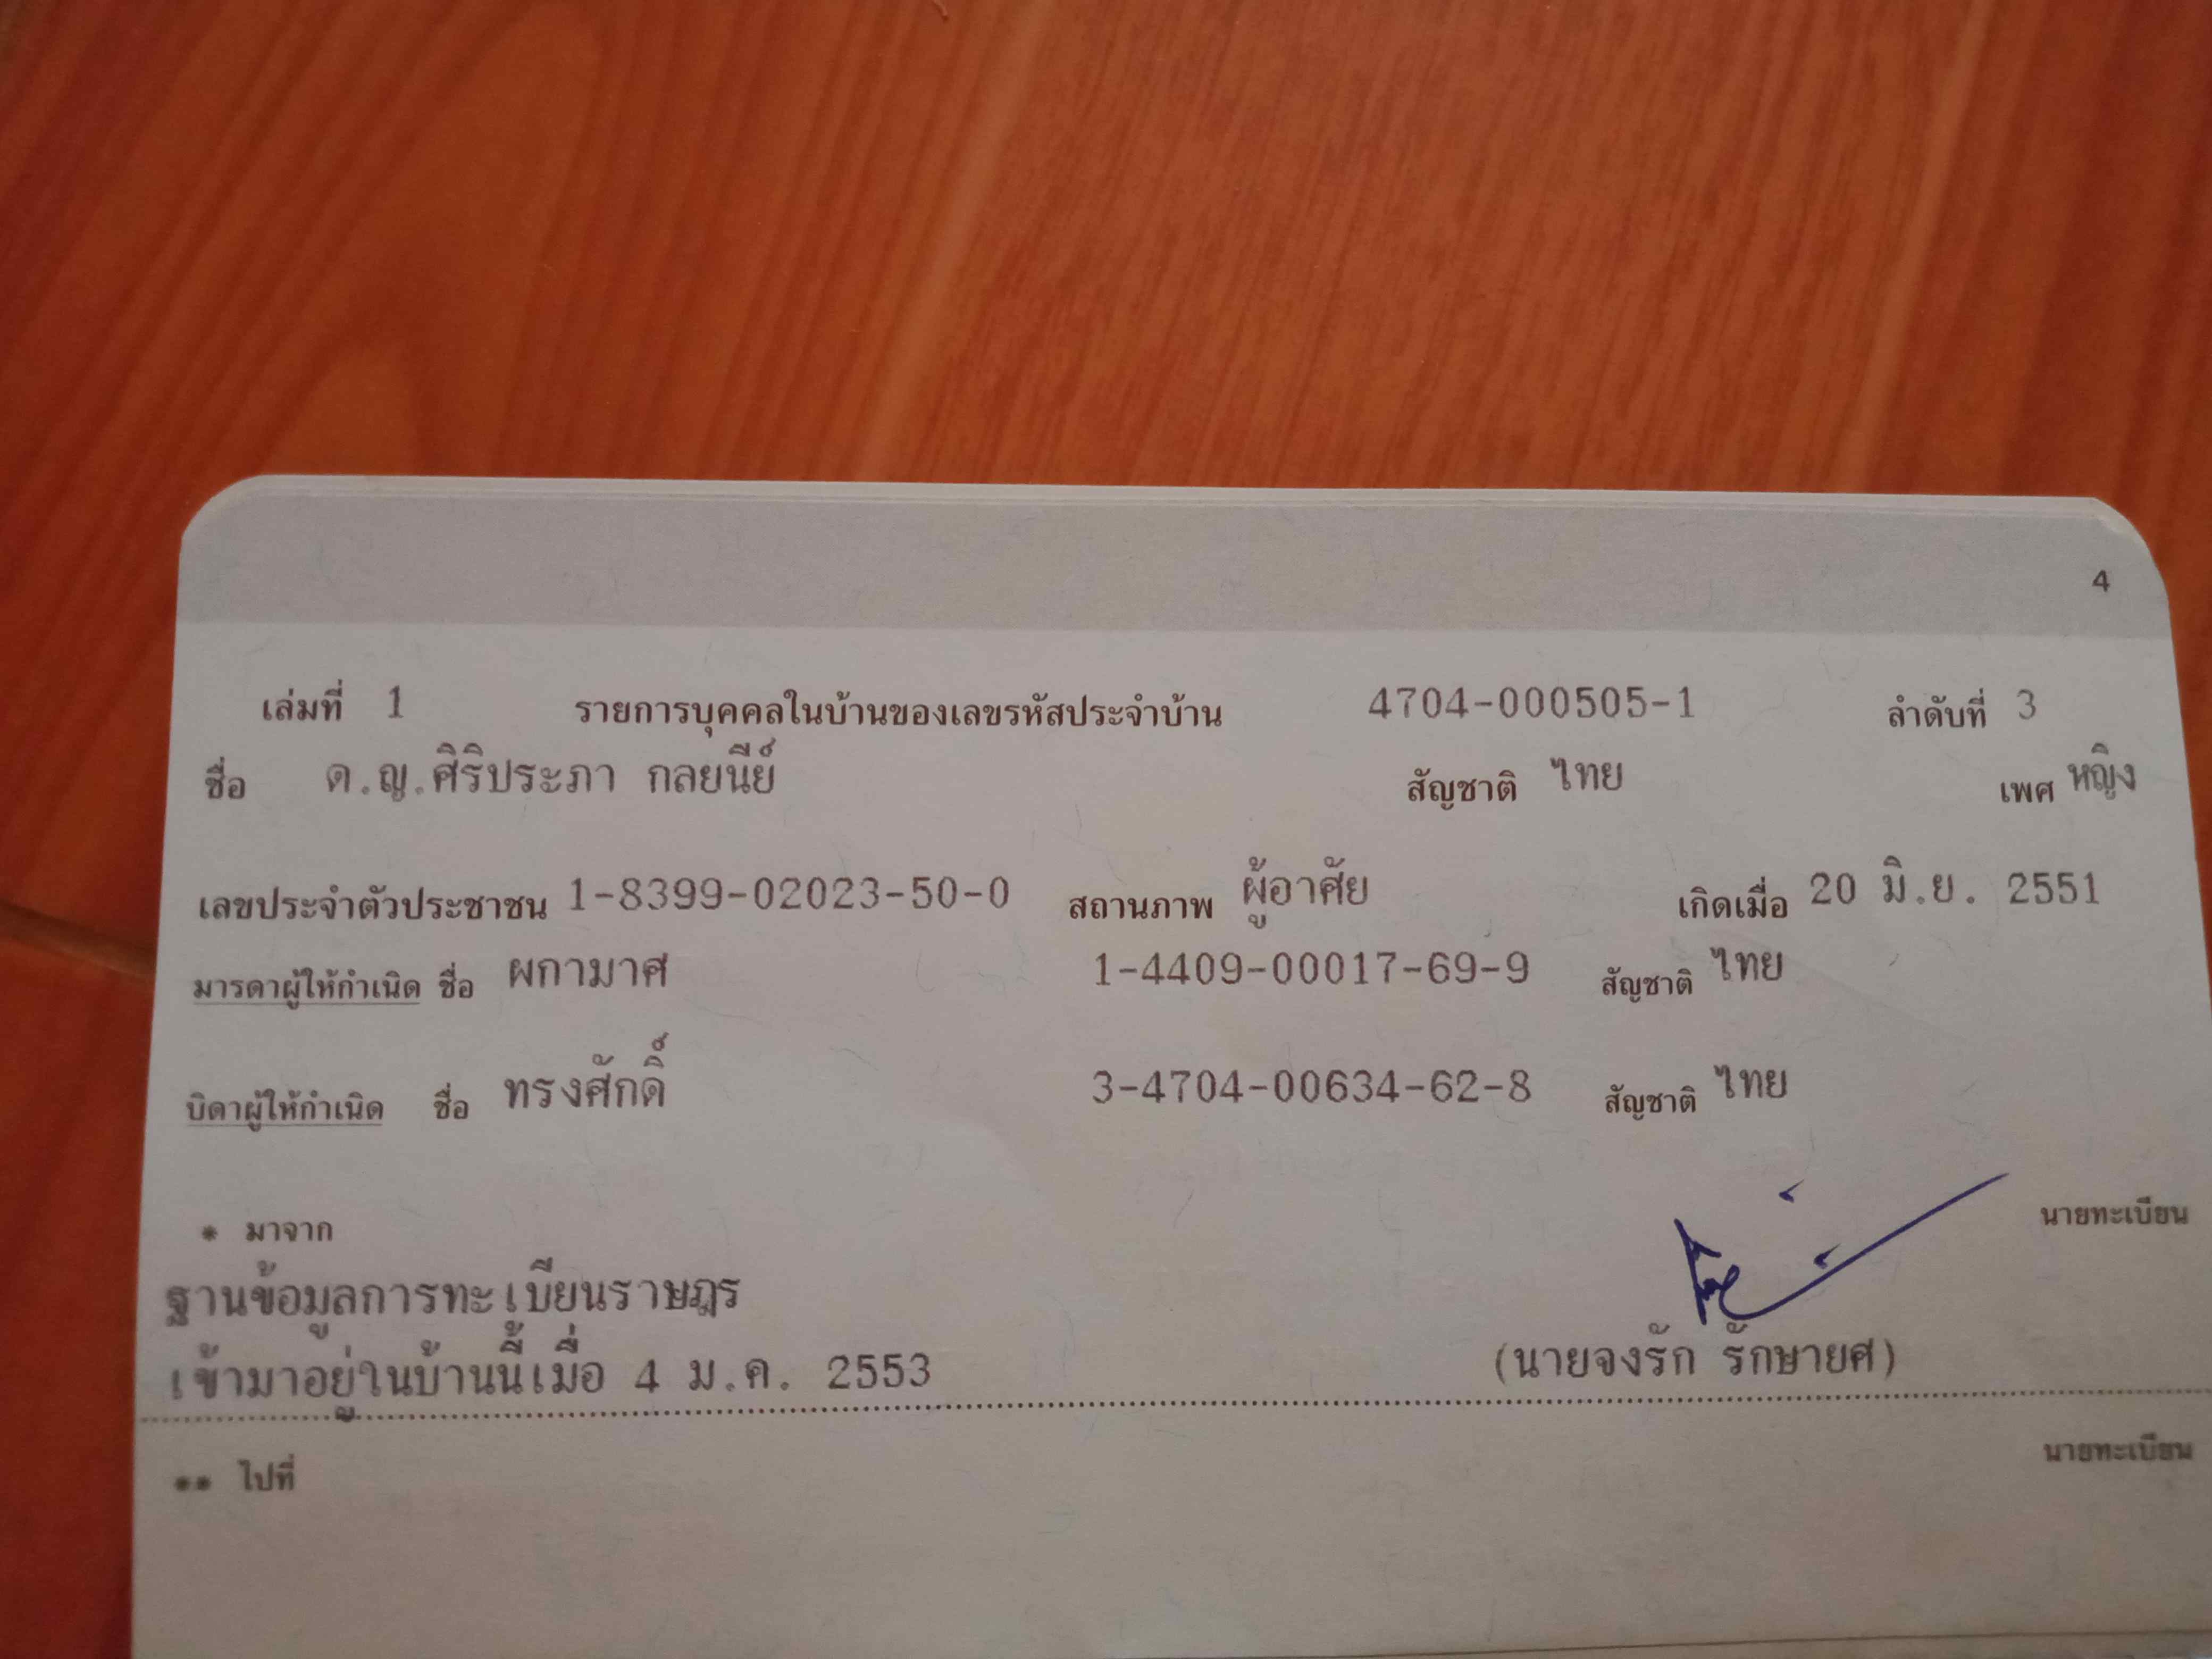 4
เล่มที่ 1 รายการบุคคลในบ้านของเลขรหัสประจำบ้าน 4704-000505-1 ลำดับที่ 3
ชื่อ ด.ญ.ศิริประภา กลยนีย์ สัญชาติ ไทย เพศ หญิง
เลขประจำตัวประชาชน 1-8399-02023-50-0 สถานภาพ ผู้อาศัย เกิดเมื่อ 20 มิ.ย. 2551
มารดาผู้ให้กำเนิด ชื่อ ผกามาศ 1-4409-00017-69-9 สัญชาติ ไทย
บิดาผู้ให้กำเนิด ชื่อ ทรงศักดิ์ 3-4704-00634-62-8 สัญชาติ ไทย
* มาจาก นายทะเบียน
ฐานข้อมูลการทะเบียนราษฎร
เข้ามาอยู่ในบ้านนี้เมื่อ 4 ม.ค. 2553 (นายจงรัก รักษายศ)
** ไปที่ นายทะเบียน